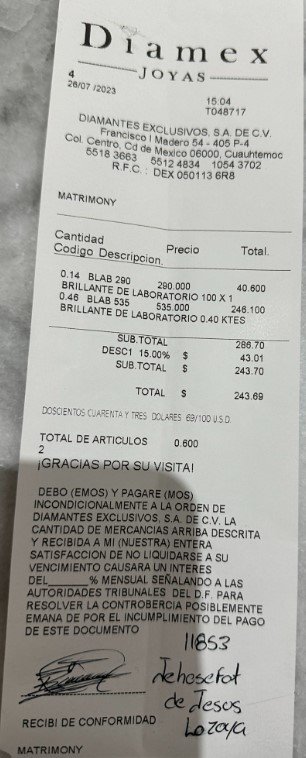 Diamex
JOYAS
4
26/07 /2023
15:04
T048717
DIAMANTES EXCLUSIVOS, S.A. DE C.V.
Francisco I Madero 54 - 405 P-4
Col. Centro, Cd de Mexico 06000, Cuauhtemoc
5518 3663 5512 4834 1054 3702
R.F.C. : DEX 050113 6R8
MATRIMONY
Cantidad
Codigo Descripcion. Precio Total.
0.14 BLAB 290 290.000 40.600
BRILLANTE DE LABORATORIO 100 X 1
0.46 BLAB 535 535.000 246.100
BRILLANTE DE LABORATORIO 0.40 KTES
SUB.TOTAL 286.70
DESC1 15.00% $ 43.01
SUB.TOTAL $ 243.70
TOTAL $ 243.69
DOSCIENTOS CUARENTA Y TRES DOLARES 69/100 U.S.D.
TOTAL DE ARTICULOS 0.600
2
¡GRACIAS POR SU VISITA!
DEBO (EMOS) Y PAGARE (MOS)
INCONDICIONALMENTE A LA ORDEN DE
DIAMANTES EXCLUSIVOS, S.A. DE C.V. LA
CANTIDAD DE MERCANCIAS ARRIBA DESCRITA
Y RECIBIDA A MI (NUESTRA) ENTERA
SATISFACCION DE NO LIQUIDARSE A SU
VENCIMIENTO CAUSARA UN INTERES
DEL_______% MENSUAL SEÑALANDO A LAS
AUTORIDADES TRIBUNALES DEL D.F. PARA
RESOLVER LA CONTROBERCIA POSIBLEMENTE
EMANA DE POR EL INCUMPLIMIENTO DEL PAGO
DE ESTE DOCUMENTO
11853
Jehosefat
de Jesos
Lozoya
RECIBI DE CONFORMIDAD
MATRIMONY